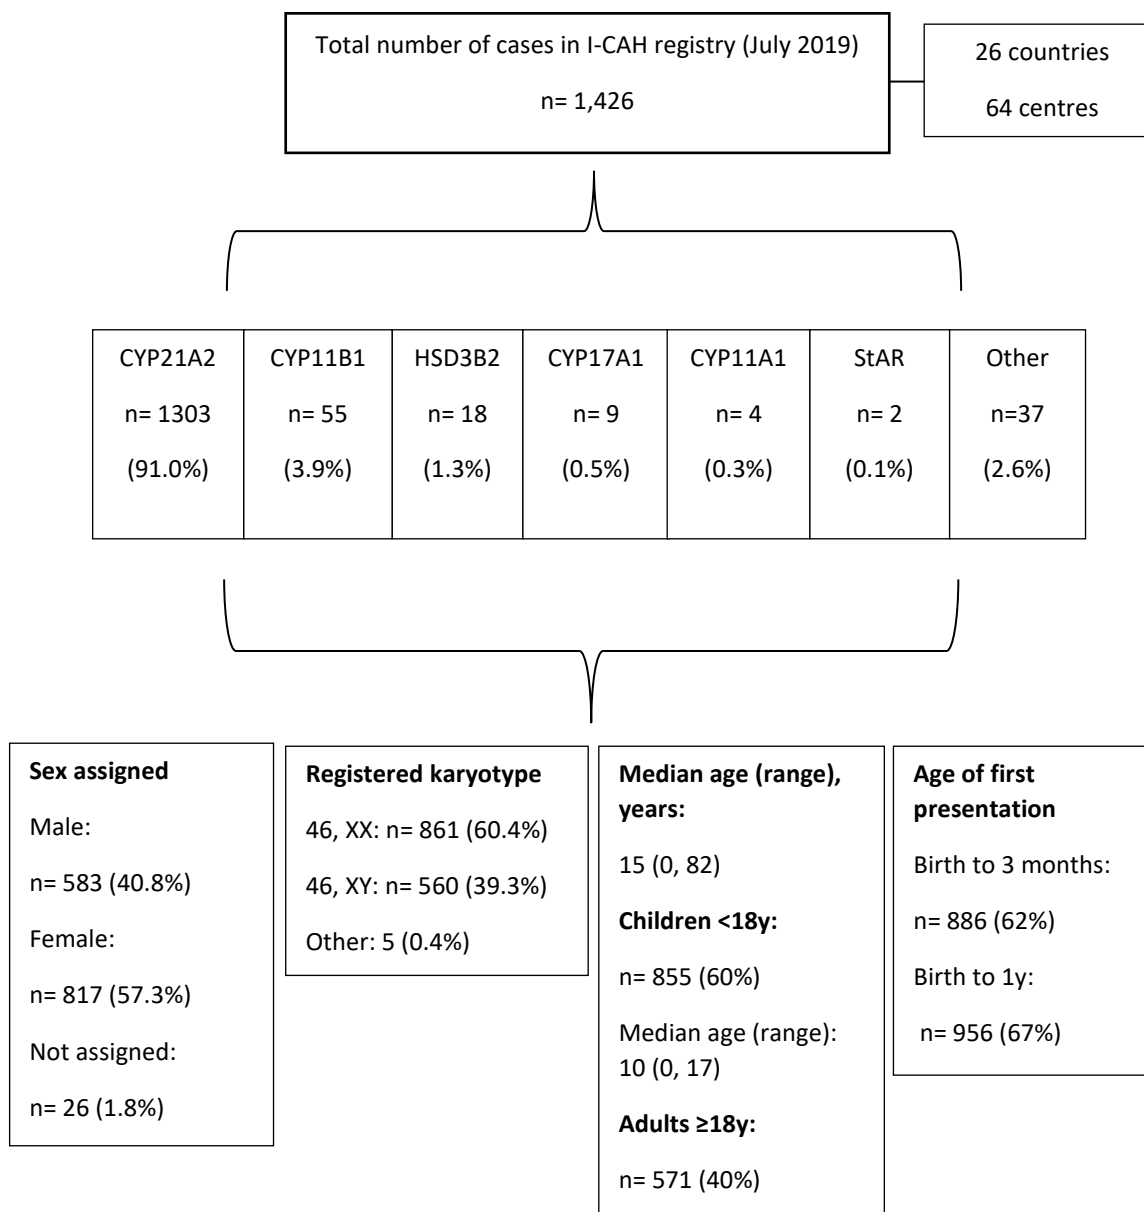 Total number of cases in I-CAH registry (July 2019)
n= 1,426
26 countries
64 centres
CYP21A2
n= 1303
(91.0%)
CYP11B1
n= 55
(3.9%)
HSD3B2
n= 18
(1.3%)
CYP17A1
n= 9
(0.5%)
CYP11A1
n= 4
(0.3%)
StAR
n= 2
(0.1%)
Other
n=37
(2.6%)
Sex assigned
Male:
n= 583 (40.8%)
Female:
n= 817 (57.3%)
Not assigned:
n= 26 (1.8%)
Registered karyotype
46, XX: n= 861 (60.4%)
46, XY: n= 560 (39.3%)
Other: 5 (0.4%)
Median age (range),
years:
15 (0, 82)
Children <18y:
n= 855 (60%)
Median age (range):
10 (0, 17)
Adults ≥18y:
n= 571 (40%)
Age of first
presentation
Birth to 3 months:
n= 886 (62%)
Birth to 1y:
n= 956 (67%)